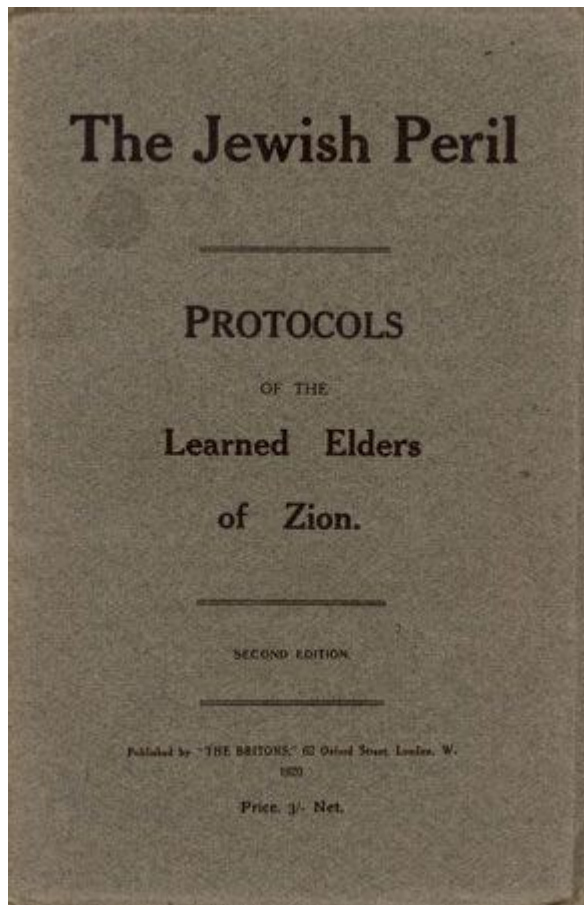 The Jewish Peril
PROTOCOLS
OF THE
Learned Elders
of Zion.
SECOND EDITION.
Published by "THE BRITONS," 62 Oxford Street, London, W.
1920
Price, 3/- Net.